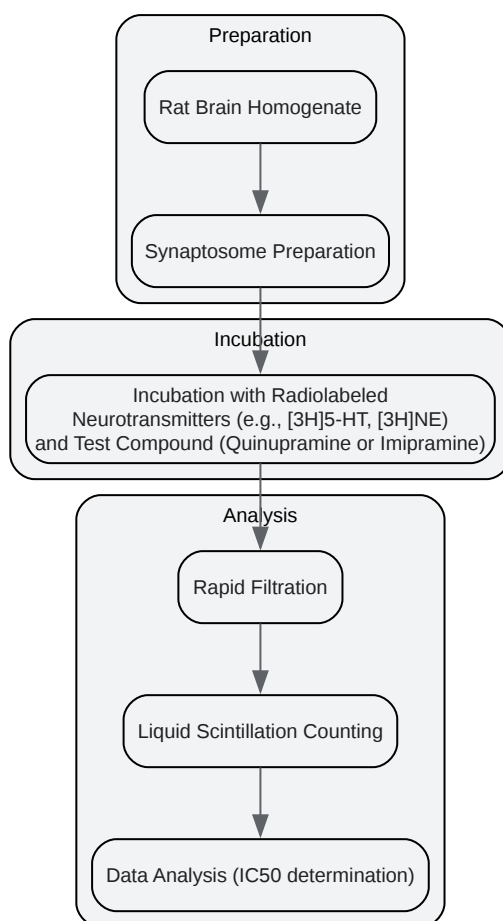 Preparation
Rat Brain Homogenate
Synaptosome Preparation
Incubation
Incubation with Radiolabeled
Neurotransmitters (e.g., [3H]5-HT, [3H]NE)
and Test Compound (Quinupramine or Imipramine)
Analysis
Rapid Filtration
Liquid Scintillation Counting
Data Analysis (IC50 determination)